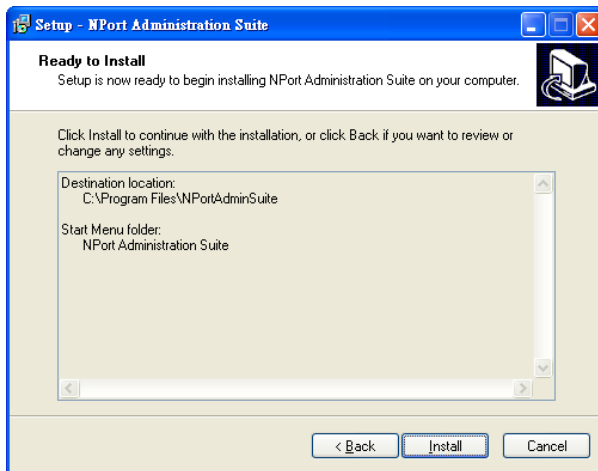 Setup - NPort Administration Suite
Ready to Install
Setup is now ready to begin installing NPort Administration Suite on your computer.
Click Install to continue with the installation, or click Back if you want to review or
change any settings.
Destination location:
C:\Program Files\NPortAdminSuite
Start Menu folder:
NPort Administration Suite
< Back
Install
Cancel